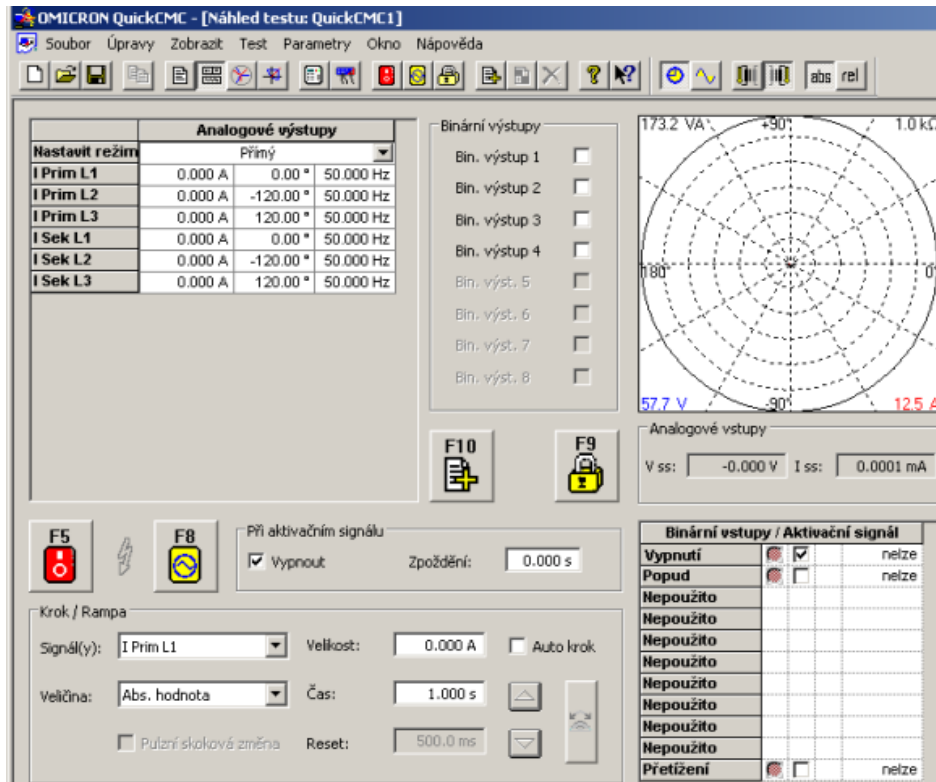 OMICRON QuickCMC - [Náhled testu: QuickCMC1]
Soubor Úpravy Zobrazit Test Parametry Okno Nápověda
abs rel
Analogové výstupy
Nastavit režim Přímý
I Prim L1 0.000 A 0.00 ° 50.000 Hz
I Prim L2 0.000 A -120.00 ° 50.000 Hz
I Prim L3 0.000 A 120.00 ° 50.000 Hz
I Sek L1 0.000 A 0.00 ° 50.000 Hz
I Sek L2 0.000 A -120.00 ° 50.000 Hz
I Sek L3 0.000 A 120.00 ° 50.000 Hz
Binární výstupy
Bin. výstup 1
Bin. výstup 2
Bin. výstup 3
Bin. výstup 4
Bin. výst. 5
Bin. výst. 6
Bin. výst. 7
Bin. výst. 8
173.2 VA +90° 1.0 kΩ
180° 0°
57.7 V -90° 12.5 A
F10
F9
Analogové vstupy
V ss: -0.000 V I ss: 0.0001 mA
F5
F8
Při aktivačním signálu
Vypnout Zpoždění: 0.000 s
Krok / Rampa
Signál(y): I Prim L1 Velikost: 0.000 A Auto krok
Veličina: Abs. hodnota Čas: 1.000 s
Pulzní skoková změna Reset: 500.0 ms
Binární vstupy / Aktivační signál
Vypnutí nelze
Popud nelze
Nepoužito
Nepoužito
Nepoužito
Nepoužito
Nepoužito
Nepoužito
Nepoužito
Nepoužito
Přetížení nelze